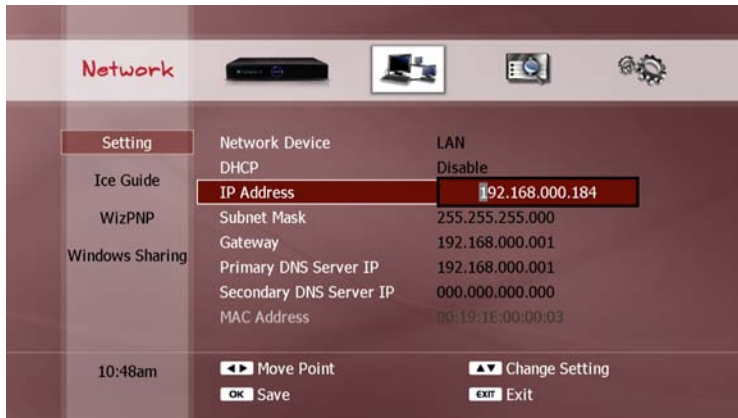 Network
Setting
Ice Guide
WizPNP
Windows Sharing
10:48am
Network Device LAN
DHCP Disable
IP Address 192.168.000.184
Subnet Mask 255.255.255.000
Gateway 192.168.000.001
Primary DNS Server IP 192.168.000.001
Secondary DNS Server IP 000.000.000.000
MAC Address 00:19:1E:00:00:03
◄► Move Point ▲▼ Change Setting
OK Save EXIT Exit